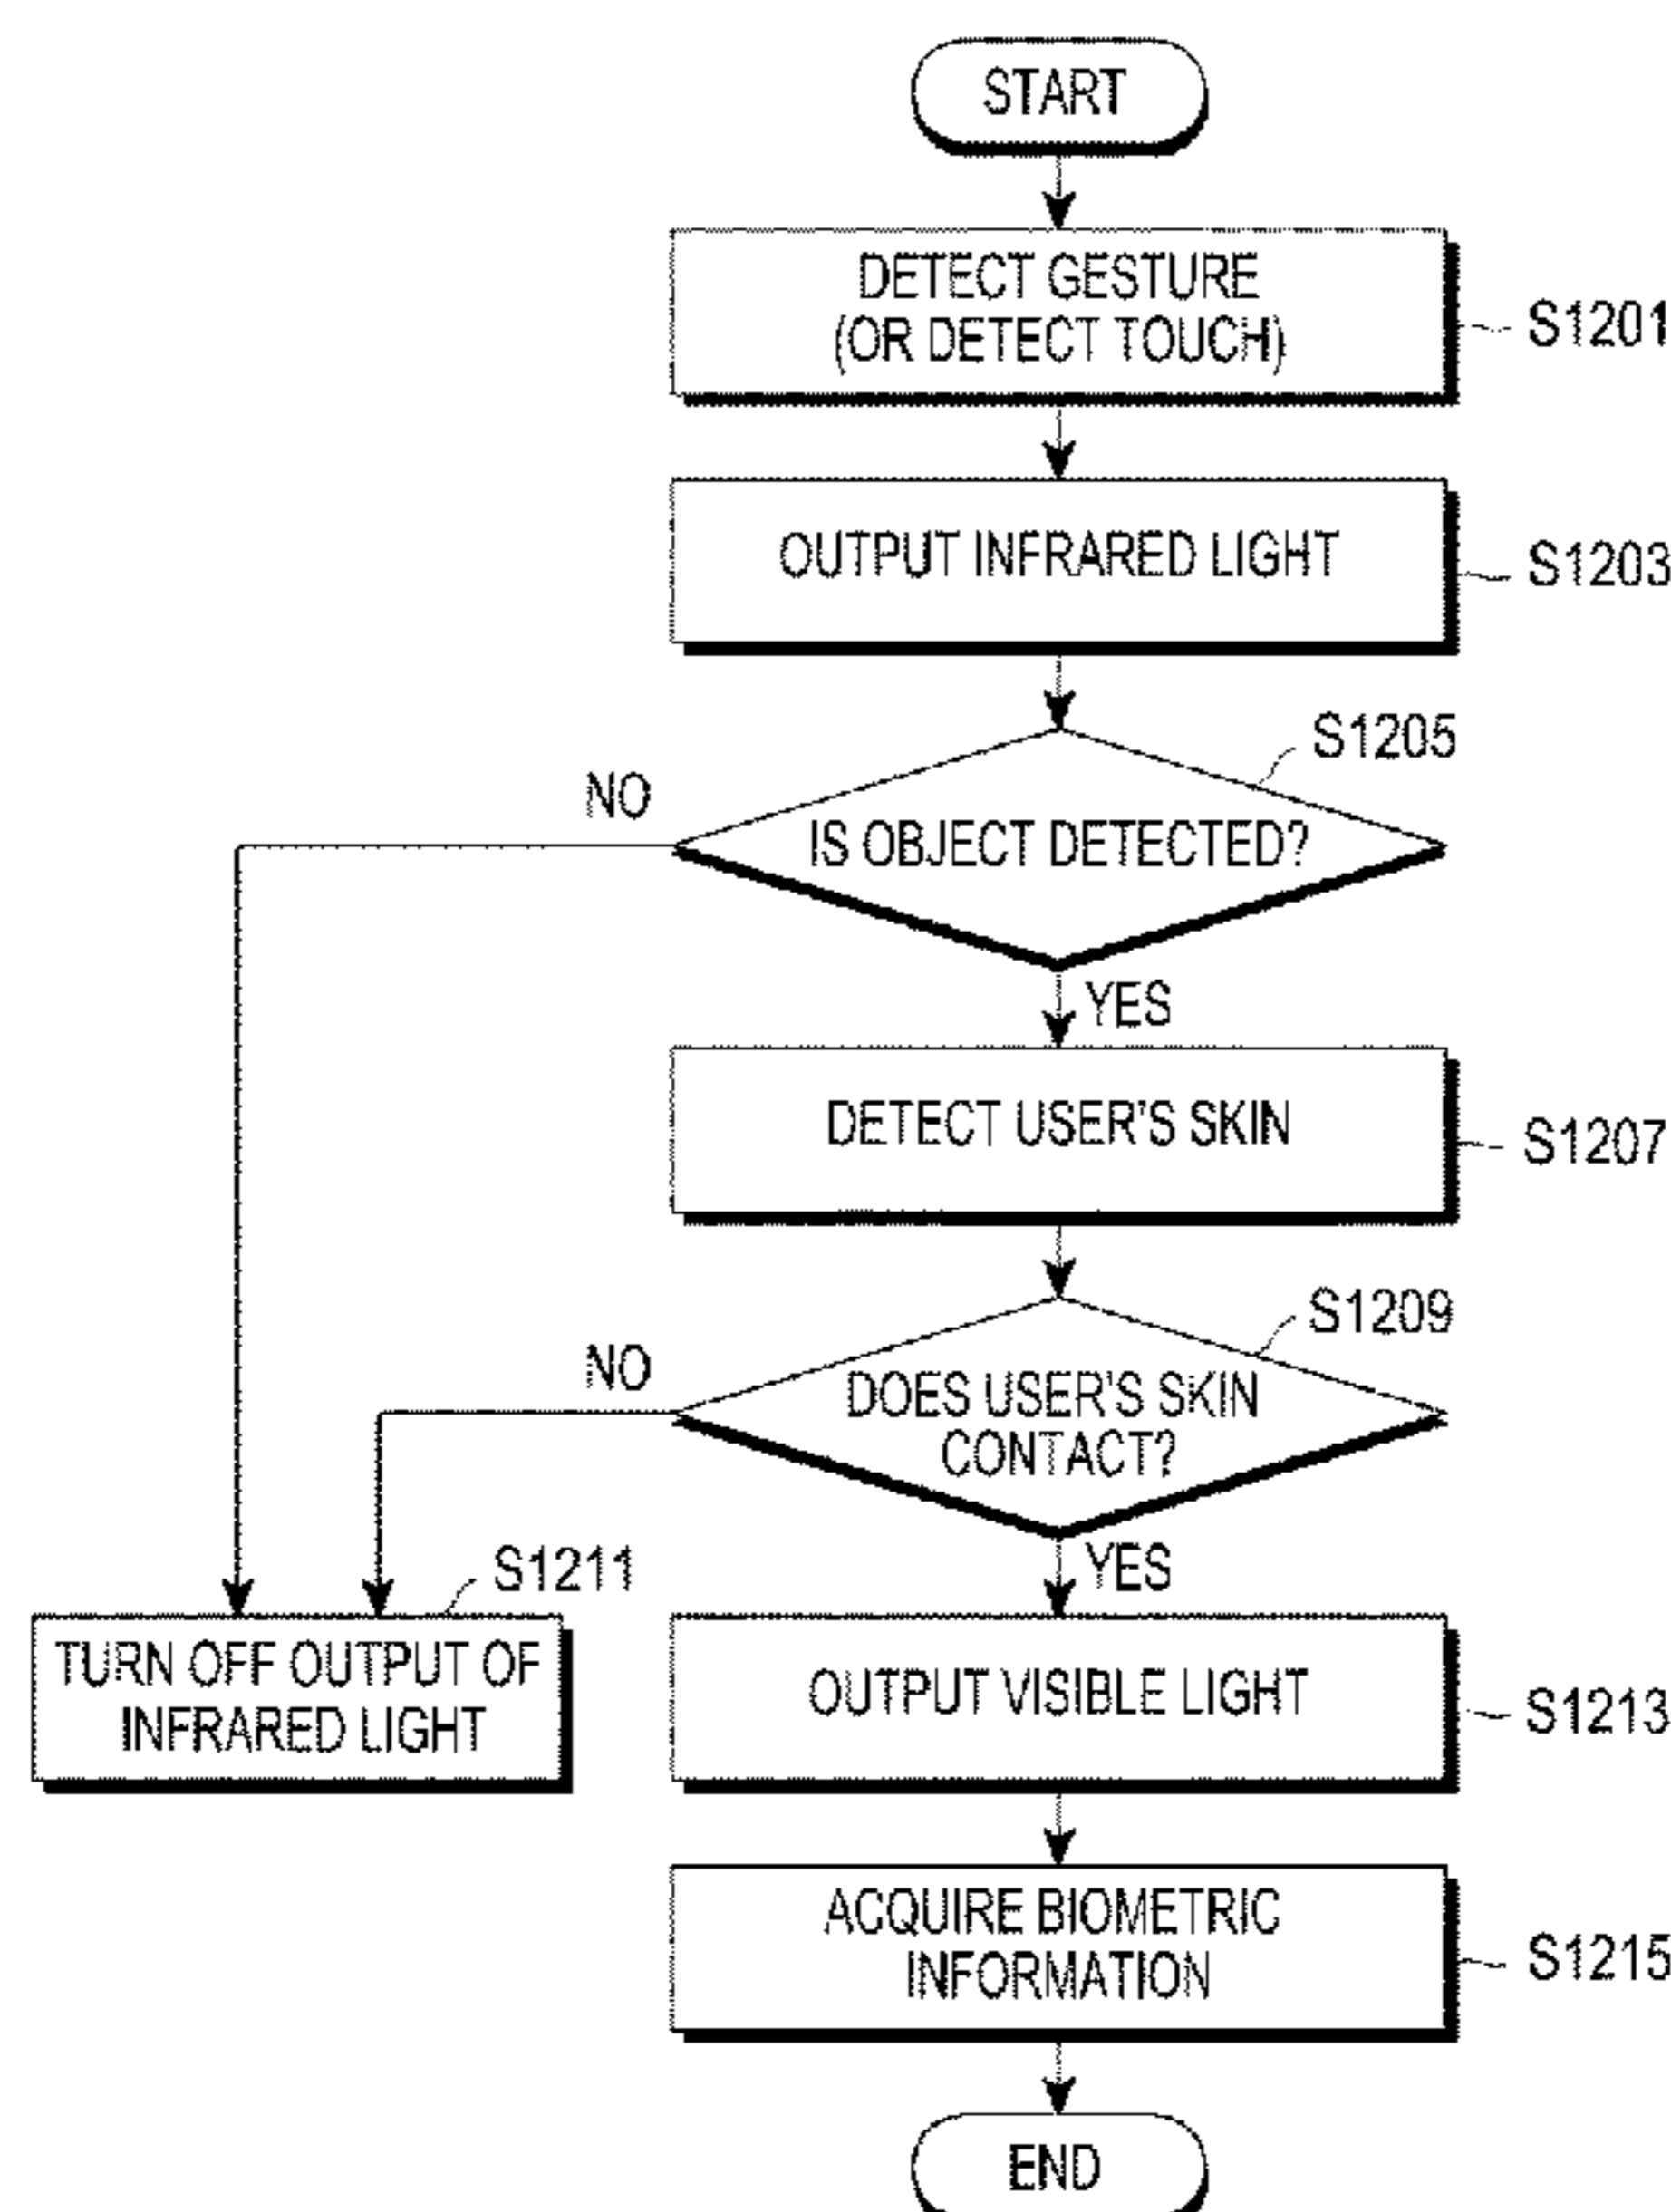 START
DETECT GESTURE
(OR DETECT TOUCH)
S1201
OUTPUT INFRARED LIGHT
S1203
S1205
NO
IS OBJECT DETECTED?
YES
DETECT USER'S SKIN
S1207
S1209
NO
DOES USER'S SKIN
CONTACT?
YES
S1211
TURN OFF OUTPUT OF
INFRARED LIGHT
OUTPUT VISIBLE LIGHT
S1213
ACQUIRE BIOMETRIC
INFORMATION
S1215
END